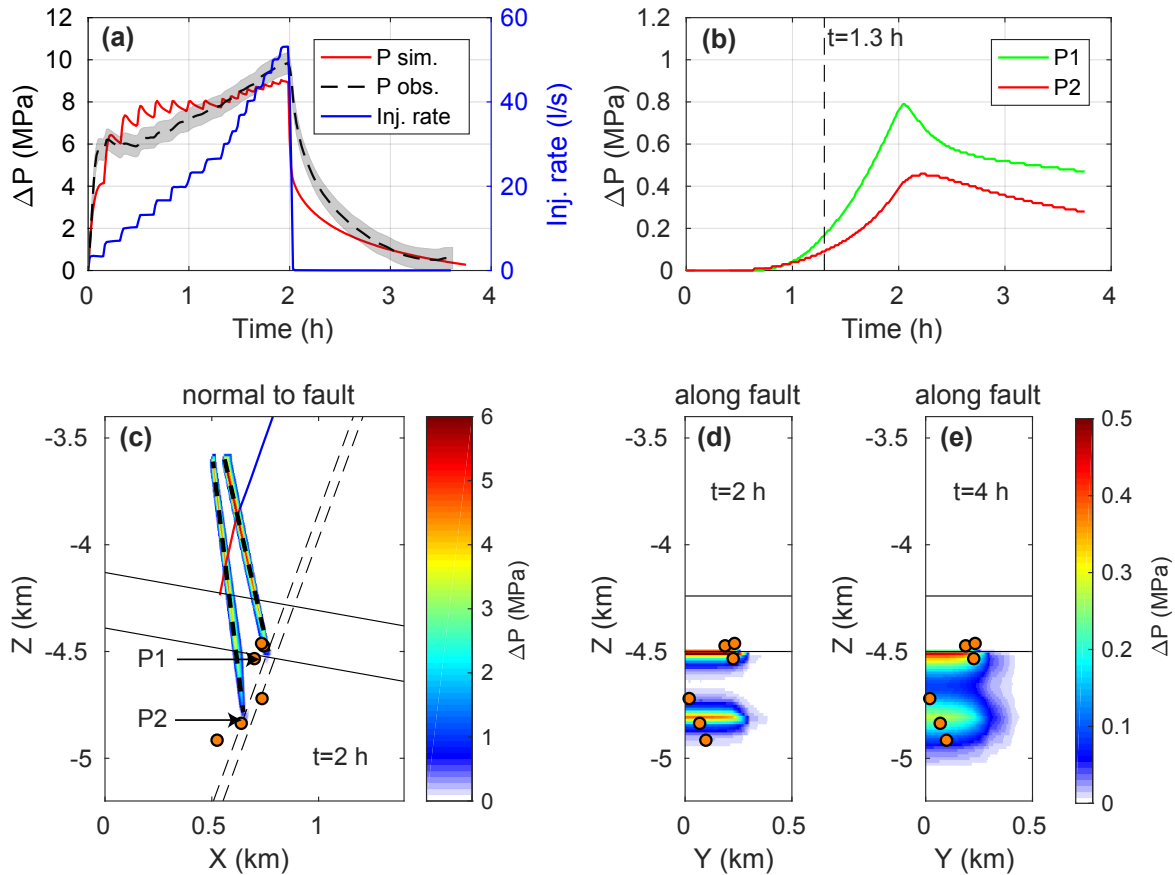 (a)
P sim.
P obs.
Inj. rate
12
10
8
6
4
2
0
ΔP (MPa)
60
40
20
0
Inj. rate (l/s)
0 1 2 3 4
Time (h)
(b)
t=1.3 h
P1
P2
1.2
1
0.8
0.6
0.4
0.2
0
ΔP (MPa)
0 1 2 3 4
Time (h)
normal to fault
(c)
-3.5
-4
-4.5
-5
Z (km)
P1
P2
t=2 h
0 0.5 1
X (km)
6
5
4
3
2
1
0
ΔP (MPa)
along fault
(d)
t=2 h
-3.5
-4
-4.5
-5
Z (km)
0 0.5
Y (km)
along fault
(e)
t=4 h
-3.5
-4
-4.5
-5
Z (km)
0 0.5
Y (km)
0.5
0.4
0.3
0.2
0.1
0
ΔP (MPa)